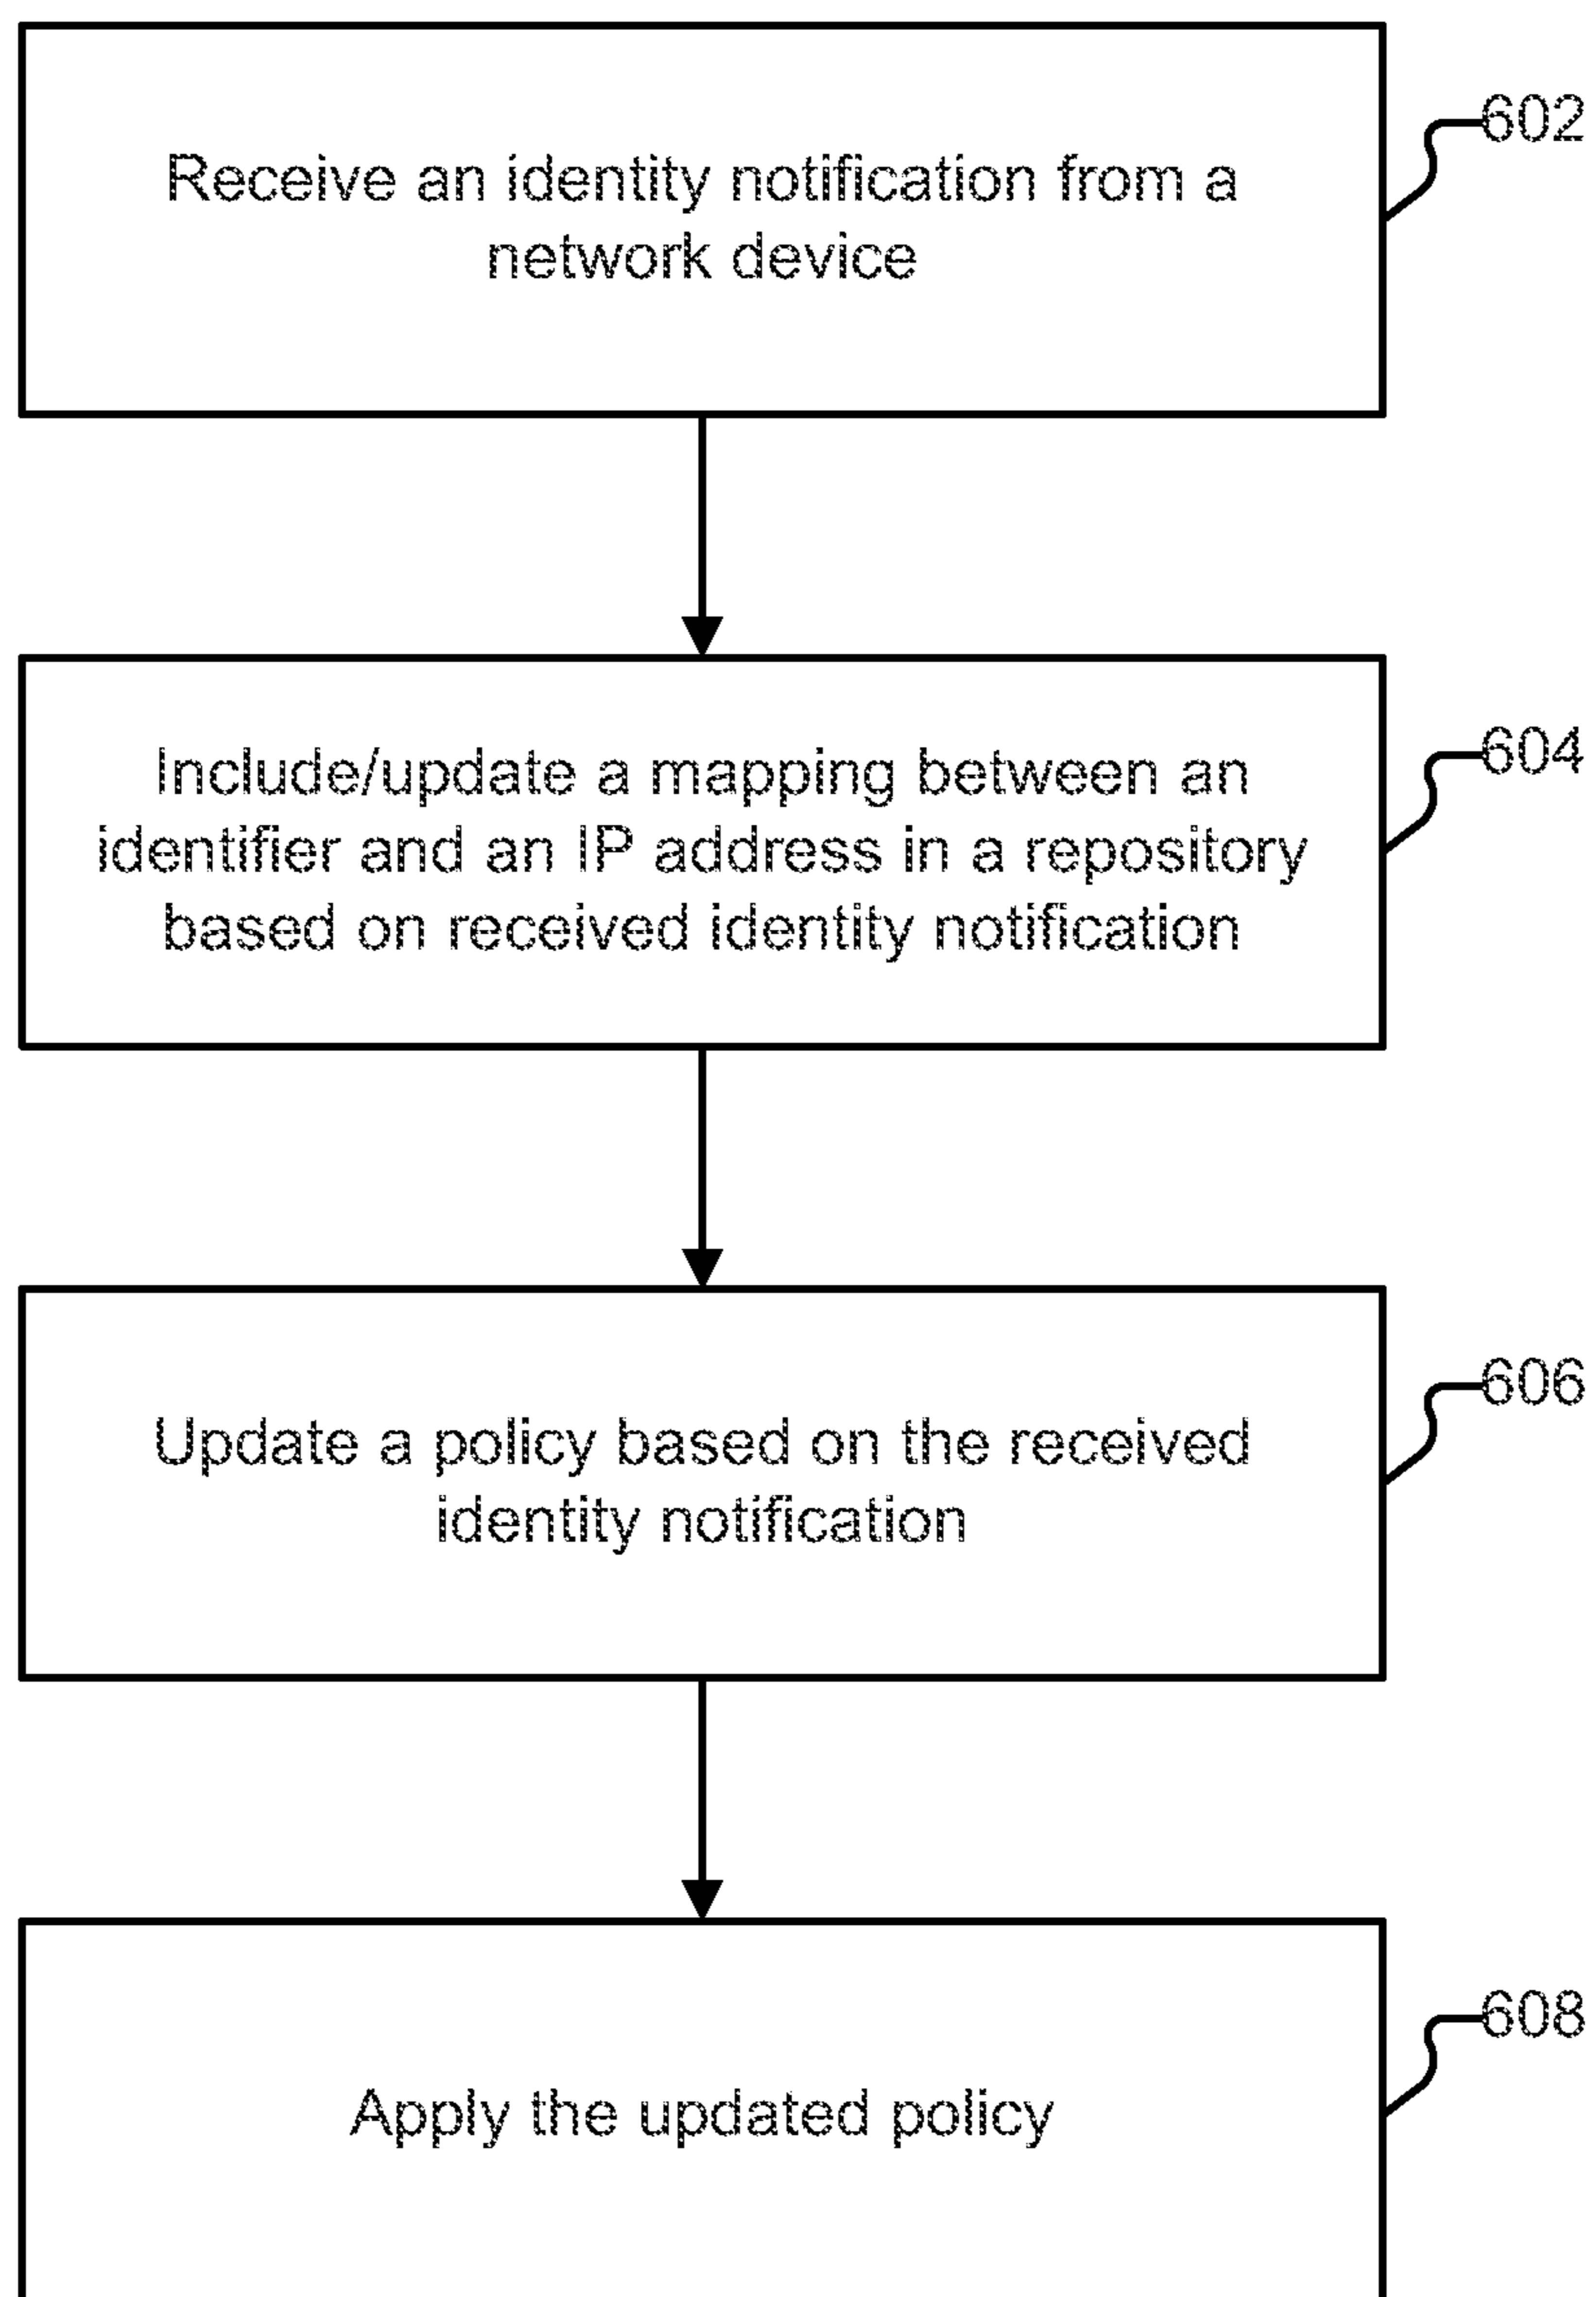 Receive an identity notification from a
network device
602
Include/update a mapping between an
identifier and an IP address in a repository
based on received identity notification
604
Update a policy based on the received
identity notification
606
Apply the updated policy
608